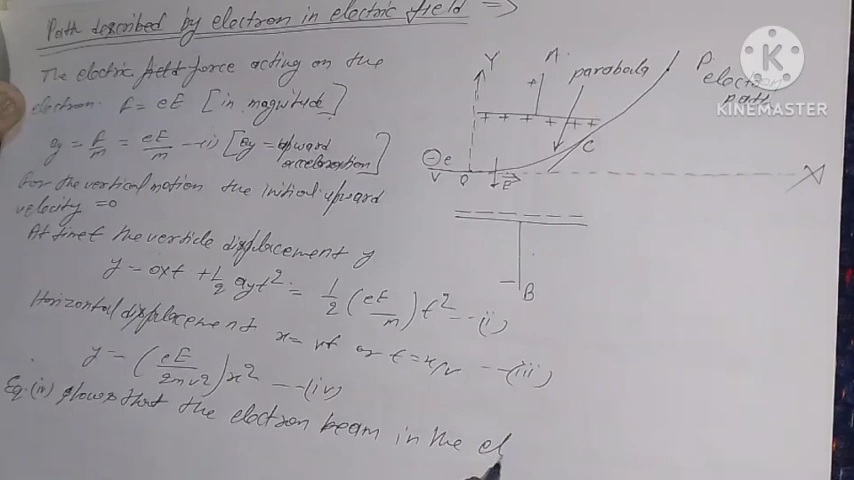 Path described by electron in electric field =>
The electric field force acting on the
electron. F = eE [in magnitude]
ay = F/m = eE/m --(i) [ay = upward acceleration]
For the vertical motion the initial upward
velocity = 0
At time t the verticle displacement y
y = 0xt + 1/2 ayt² = 1/2 (eE/m) t² ---(ii)
Horizontal displacement x = vt or t = x/v ---(iii)
y = (eE/2mv²) x² ---(iv)
Eq.(iv) shows that the electron beam in the el
Y
A
+
parabola
P
electron
path
+ + + + + + +
C
e
V
O
E
X
B
K
KINEMASTER